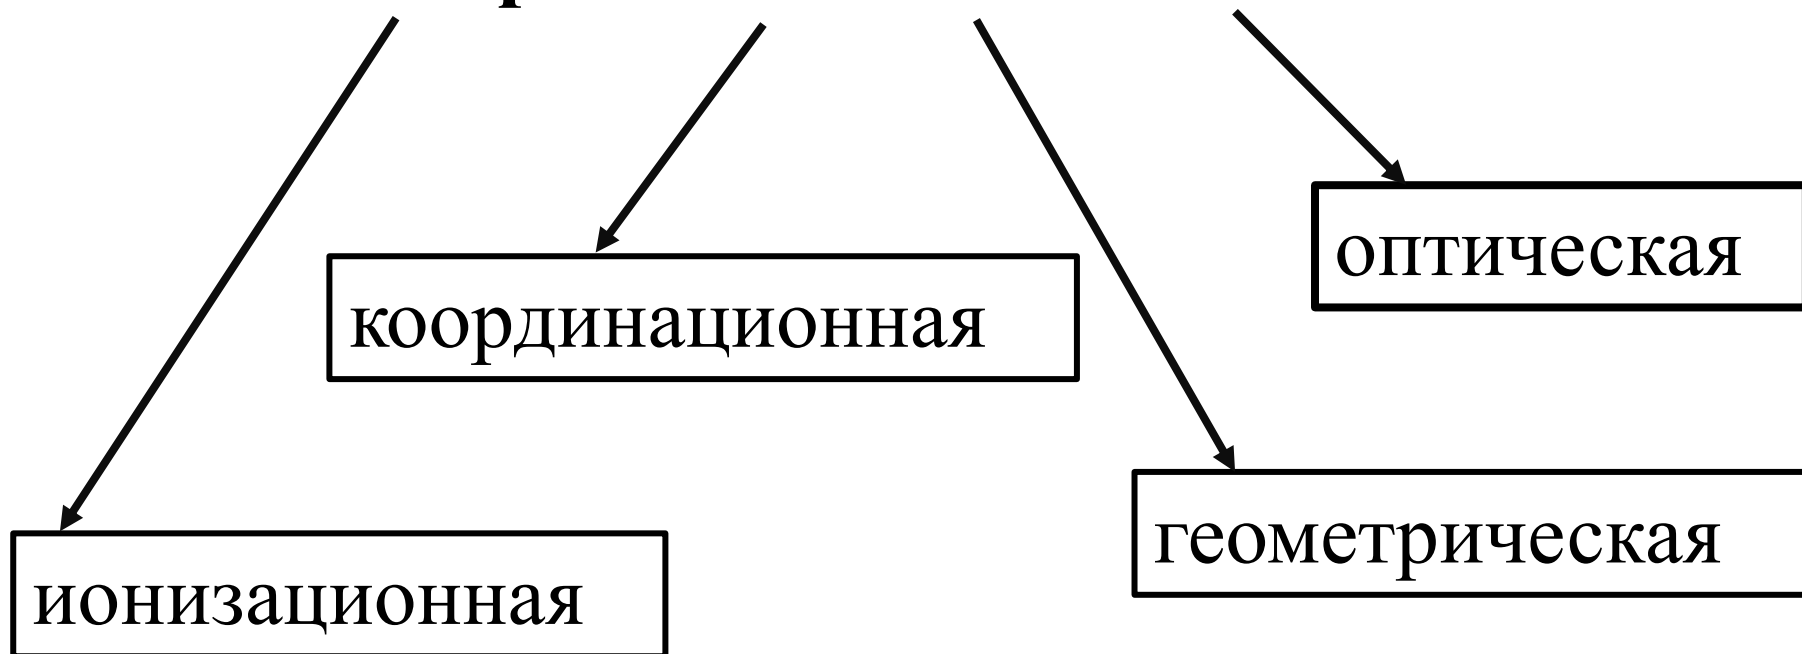 оптическая
координационная
геометрическая
ионизационная